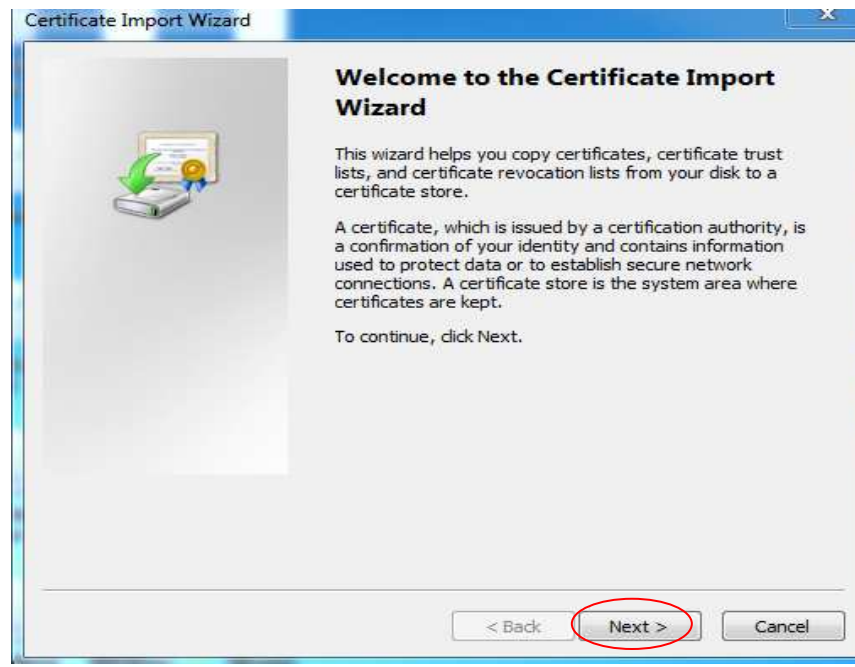 Certificate Import Wizard
Welcome to the Certificate Import
Wizard
This wizard helps you copy certificates, certificate trust
lists, and certificate revocation lists from your disk to a
certificate store.
A certificate, which is issued by a certification authority, is
a confirmation of your identity and contains information
used to protect data or to establish secure network
connections. A certificate store is the system area where
certificates are kept.
To continue, click Next.
< Back Next > Cancel